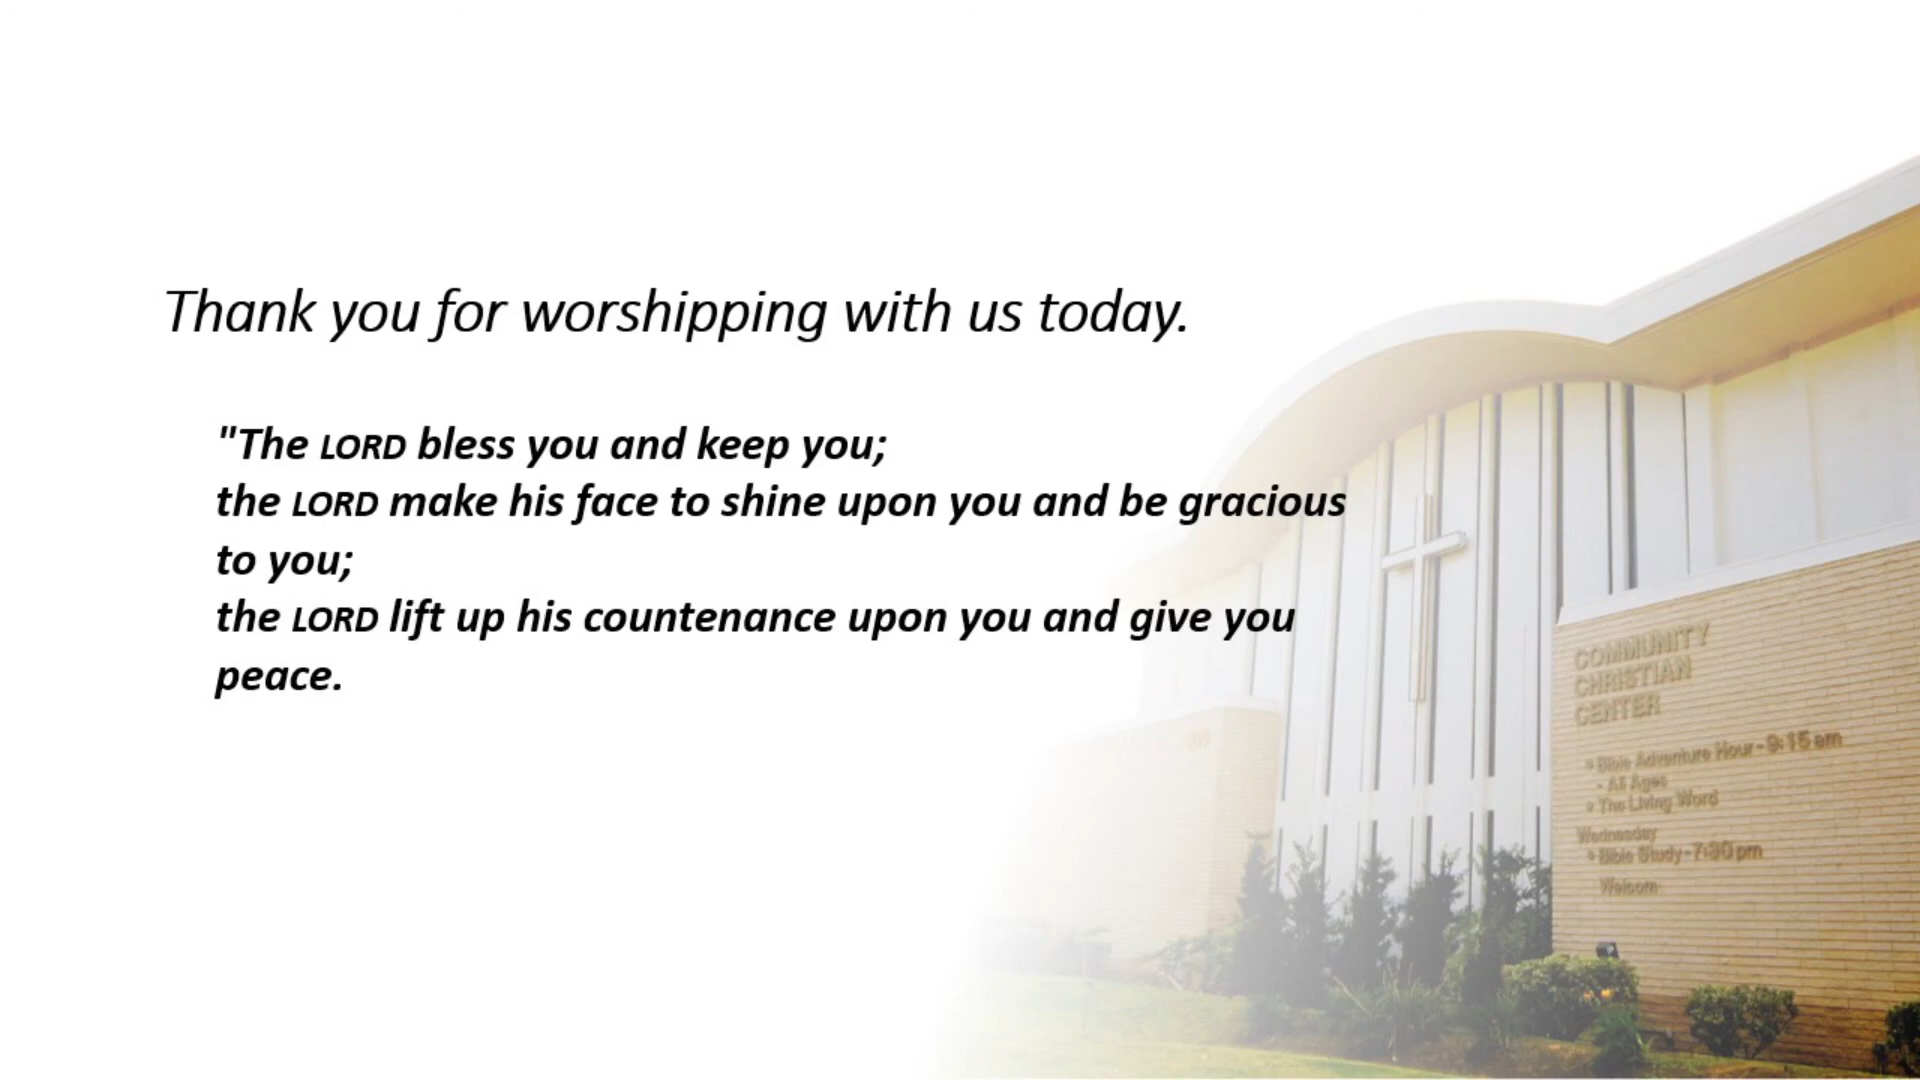 Thank you for worshipping with us today.
"The LORD bless you and keep you;
the LORD make his face to shine upon you and be gracious
to you;
the LORD lift up his countenance upon you and give you
peace.
COMMUNITY
CHRISTIAN
CENTER
• Bible Adventure Hour - 9:15 am
- All Ages
• The Living Word
Wednesday
• Bible Study - 7:30 pm
Welcom